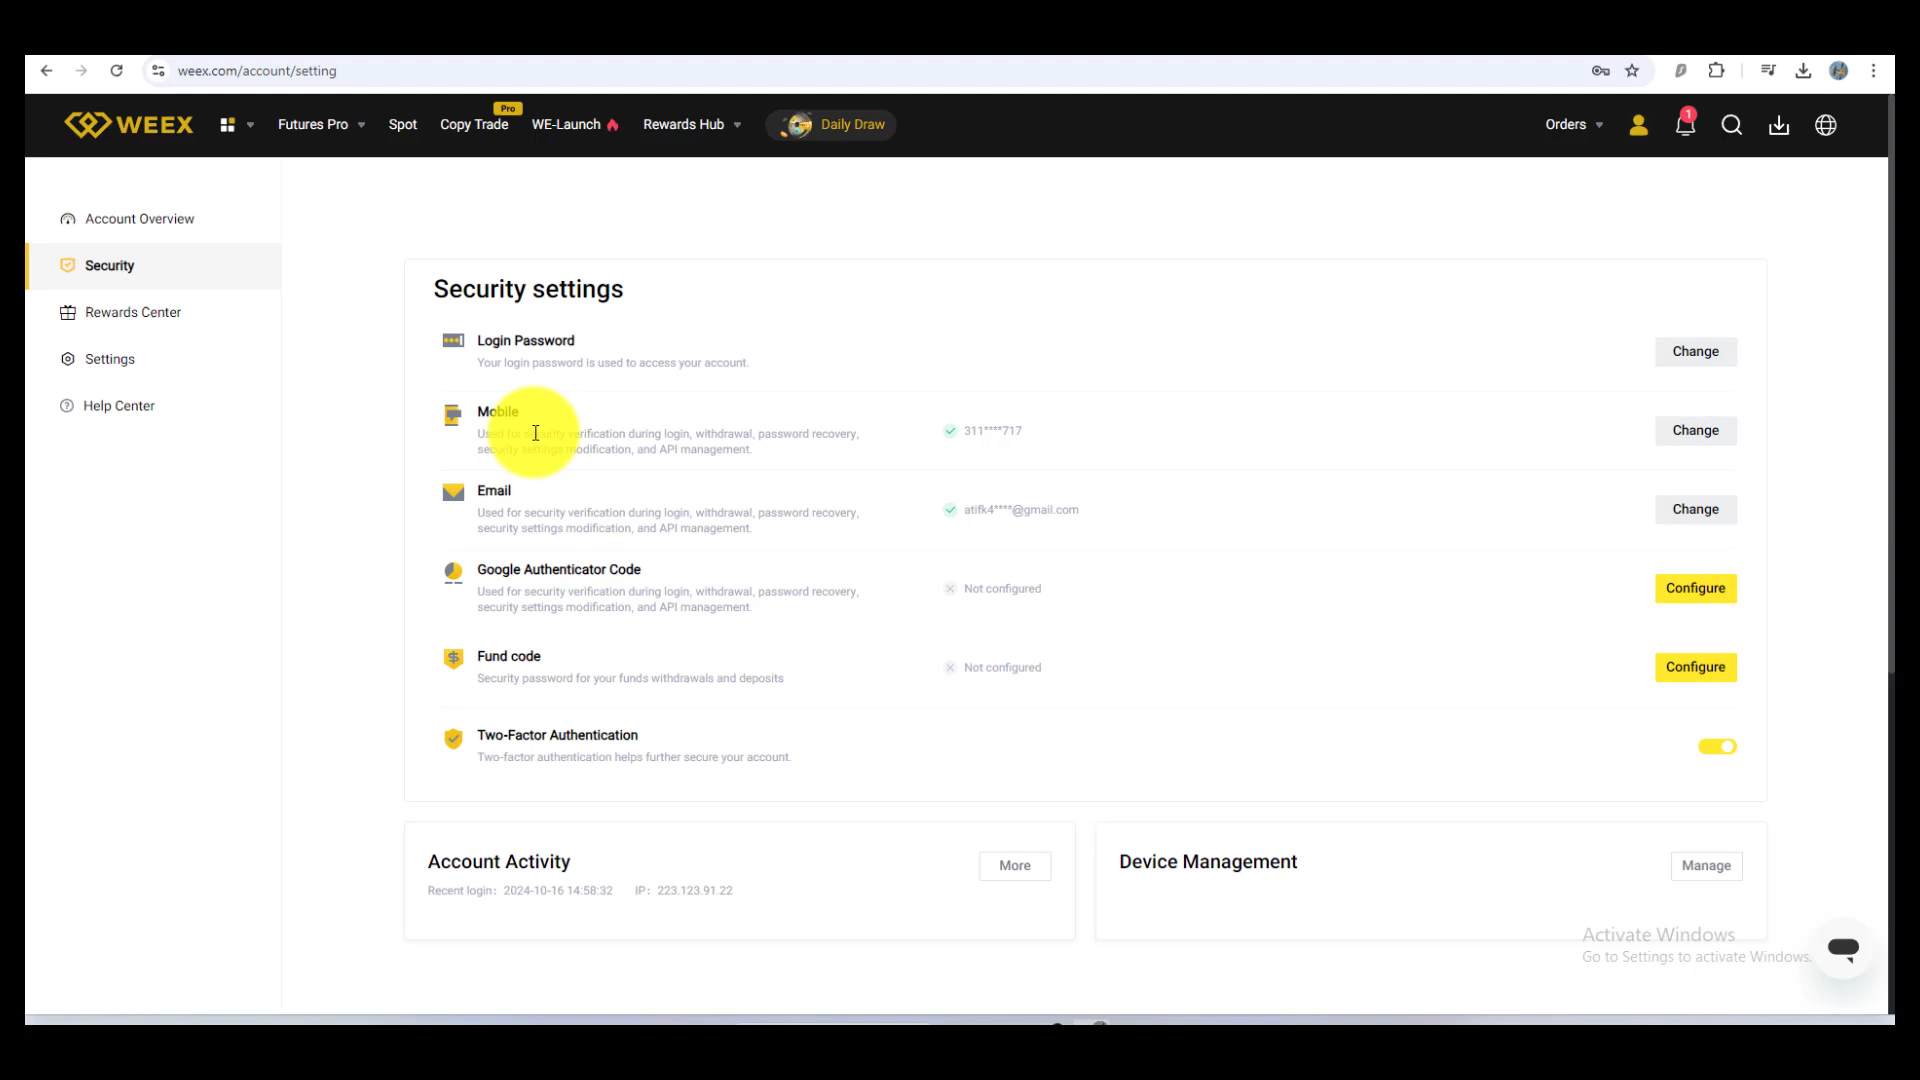 weex.com/account/setting
WEEX
Futures Pro
Spot
Copy Trade
Pro
WE-Launch
Rewards Hub
Daily Draw
Orders
1
Account Overview
Security
Rewards Center
Settings
Help Center
Security settings
Login Password
Your login password is used to access your account.
Change
Mobile
Used for security verification during login, withdrawal, password recovery,
security settings modification, and API management.
311****717
Change
Email
Used for security verification during login, withdrawal, password recovery,
security settings modification, and API management.
atifk4****@gmail.com
Change
Google Authenticator Code
Used for security verification during login, withdrawal, password recovery,
security settings modification, and API management.
Not configured
Configure
Fund code
Security password for your funds withdrawals and deposits
Not configured
Configure
Two-Factor Authentication
Two-factor authentication helps further secure your account.
Account Activity
More
Recent login: 2024-10-16 14:58:32 IP: 223.123.91.22
Device Management
Manage
Activate Windows
Go to Settings to activate Windows.